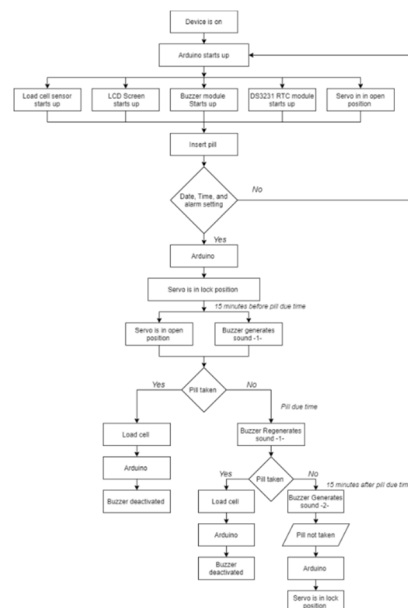 Device is on
Arduino starts up
Load cell sensor
starts up
LCD Screen
starts up
Buzzer module
Starts up
DS3231 RTC module
starts up
Servo in in open
position
Insert pill
Date, Time, and
alarm setting
No
Yes
Arduino
Servo is in lock position
15 minutes before pill due time
Servo is in open
position
Buzzer generates
sound -1-
Yes
Pill taken
No
Pill due time
Load cell
Buzzer Regenerates
sound -1-
Arduino
Yes
Pill taken
No
15 minutes after pill due time
Buzzer deactivated
Load cell
Buzzer Generates
sound -2-
Arduino
Pill not taken
Buzzer
deactivated
Arduino
Servo is in lock
position